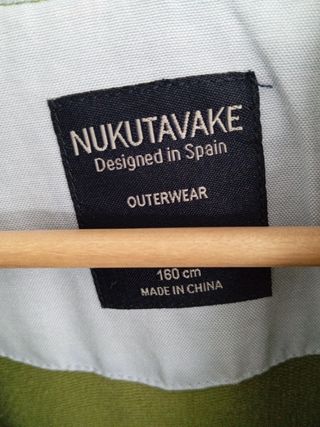 NUKUTAVAKE
Designed in Spain
OUTERWEAR
160 cm
MADE IN CHINA